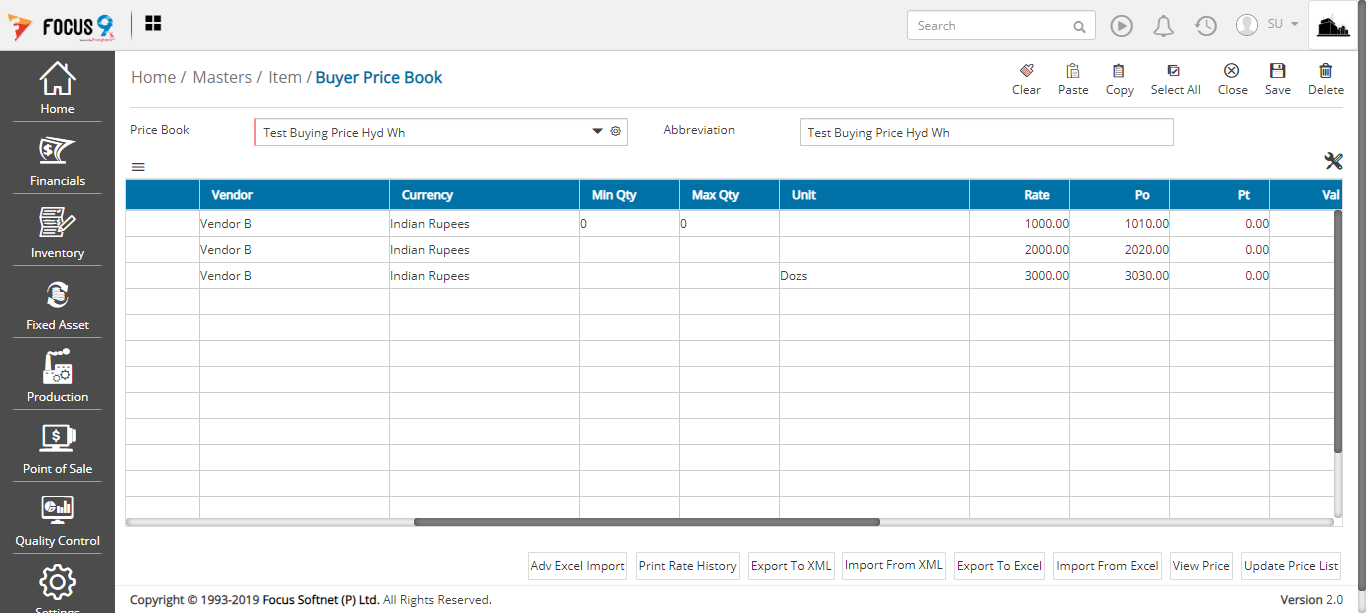 FOCUS 9
Search
SU
Home / Masters / Item / Buyer Price Book
Clear Paste Copy Select All Close Save Delete
Price Book Test Buying Price Hyd Wh Abbreviation Test Buying Price Hyd Wh
Vendor Currency Min Qty Max Qty Unit Rate Po Pt Val
Vendor B Indian Rupees 0 0 1000.00 1010.00 0.00
Vendor B Indian Rupees 2000.00 2020.00 0.00
Vendor B Indian Rupees Dozs 3000.00 3030.00 0.00
Home
Financials
Inventory
Fixed Asset
Production
Point of Sale
Quality Control
Settings
Adv Excel Import Print Rate History Export To XML Import From XML Export To Excel Import From Excel View Price Update Price List
Copyright © 1993-2019 Focus Softnet (P) Ltd. All Rights Reserved. Version 2.0